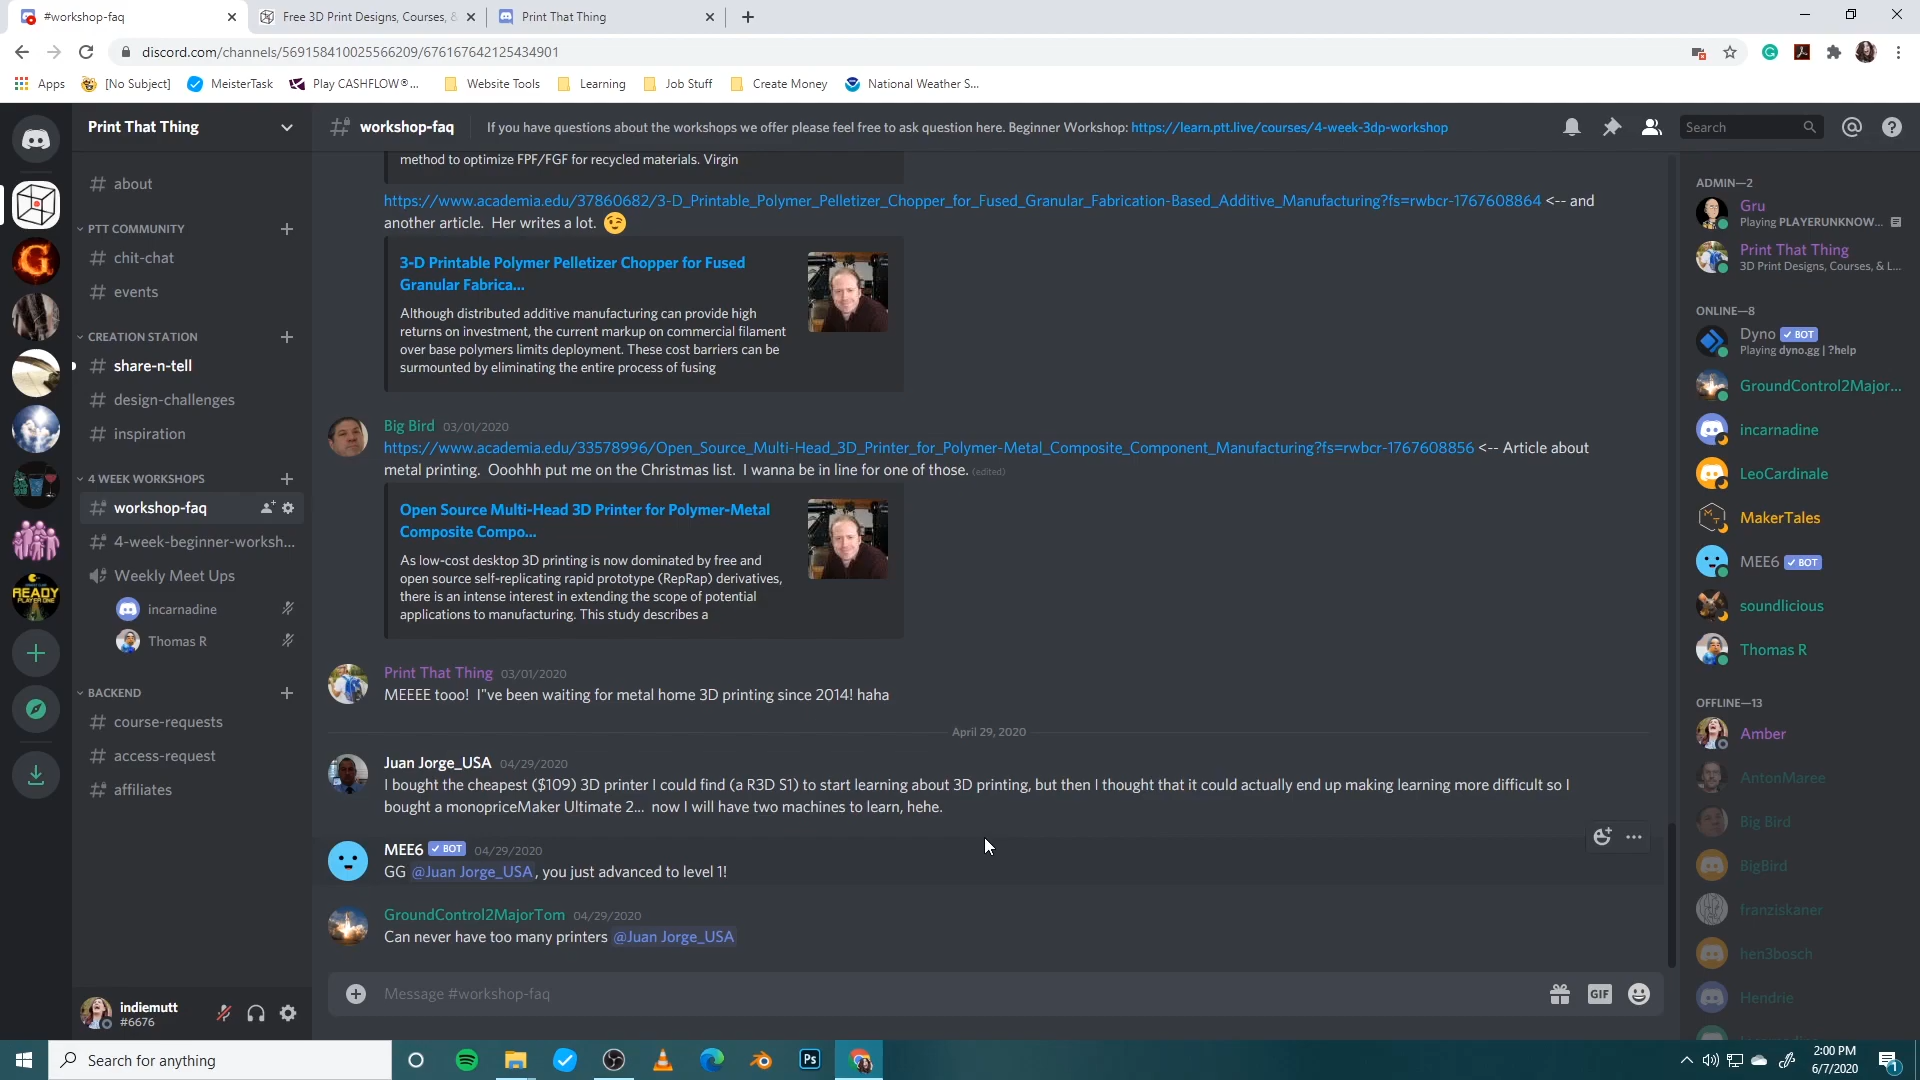 #workshop-faq
Free 3D Print Designs, Courses, &
Print That Thing
discord.com/channels/569158410025566209/676167642125434901
Apps
[No Subject]
MeisterTask
Play CASHFLOW®...
Website Tools
Learning
Job Stuff
Create Money
National Weather S...
Print That Thing
about
PTT COMMUNITY
chit-chat
events
CREATION STATION
share-n-tell
design-challenges
inspiration
4 WEEK WORKSHOPS
workshop-faq
4-week-beginner-worksh...
Weekly Meet Ups
incarnadine
Thomas R
BACKEND
course-requests
access-request
affiliates
READY
PLAYER ONE
G
indiemutt
#6676
workshop-faq
If you have questions about the workshops we offer please feel free to ask question here. Beginner Workshop: https://learn.ptt.live/courses/4-week-3dp-workshop
Search
method to optimize FPF/FGF for recycled materials. Virgin
https://www.academia.edu/37860682/3-D_Printable_Polymer_Pelletizer_Chopper_for_Fused_Granular_Fabrication-Based_Additive_Manufacturing?fs=rwbcr-1767608864 <-- and
another article. Her writes a lot.
3-D Printable Polymer Pelletizer Chopper for Fused
Granular Fabrica...
Although distributed additive manufacturing can provide high
returns on investment, the current markup on commercial filament
over base polymers limits deployment. These cost barriers can be
surmounted by eliminating the entire process of fusing
Big Bird 03/01/2020
https://www.academia.edu/33578996/Open_Source_Multi-Head_3D_Printer_for_Polymer-Metal_Composite_Component_Manufacturing?fs=rwbcr-1767608856 <-- Article about
metal printing. Ooohhh put me on the Christmas list. I wanna be in line for one of those. (edited)
Open Source Multi-Head 3D Printer for Polymer-Metal
Composite Compo...
As low-cost desktop 3D printing is now dominated by free and
open source self-replicating rapid prototype (RepRap) derivatives,
there is an intense interest in extending the scope of potential
applications to manufacturing. This study describes a
Print That Thing 03/01/2020
MEEEE tooo! I"ve been waiting for metal home 3D printing since 2014! haha
April 29, 2020
Juan Jorge_USA 04/29/2020
I bought the cheapest ($109) 3D printer I could find (a R3D S1) to start learning about 3D printing, but then I thought that it could actually end up making learning more difficult so I
bought a monopriceMaker Ultimate 2... now I will have two machines to learn, hehe.
MEE6 BOT 04/29/2020
GG @Juan Jorge_USA, you just advanced to level 1!
GroundControl2MajorTom 04/29/2020
Can never have too many printers @Juan Jorge_USA
Message #workshop-faq
GIF
ADMIN—2
Gru
Playing PLAYERUNKNOW...
Print That Thing
3D Print Designs, Courses, & L...
ONLINE—8
Dyno BOT
Playing dyno.gg | ?help
GroundControl2Major...
incarnadine
LeoCardinale
MakerTales
MEE6 BOT
soundlicious
Thomas R
OFFLINE—13
Amber
AntonMaree
Big Bird
BigBird
franziskaner
hen3bosch
Hendrie
Search for anything
Ps
2:00 PM
6/7/2020
1